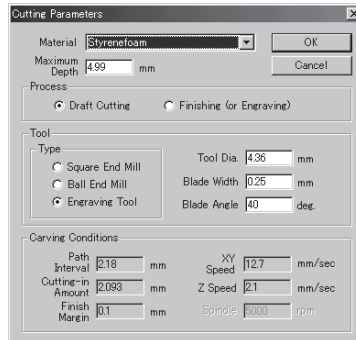 Cutting Parameters
Material Styrenefoam OK
Maximum Depth 4.99 mm Cancel
Process
Draft Cutting Finishing (or Engraving)
Tool
Type
Square End Mill
Ball End Mill
Engraving Tool
Tool Dia. 4.36 mm
Blade Width 0.25 mm
Blade Angle 40 deg.
Carving Conditions
Path Interval 2.18 mm
Cutting-in Amount 2.093 mm
Finish Margin 0.1 mm
XY Speed 12.7 mm/sec
Z Speed 2.1 mm/sec
Spindle 5000 rpm